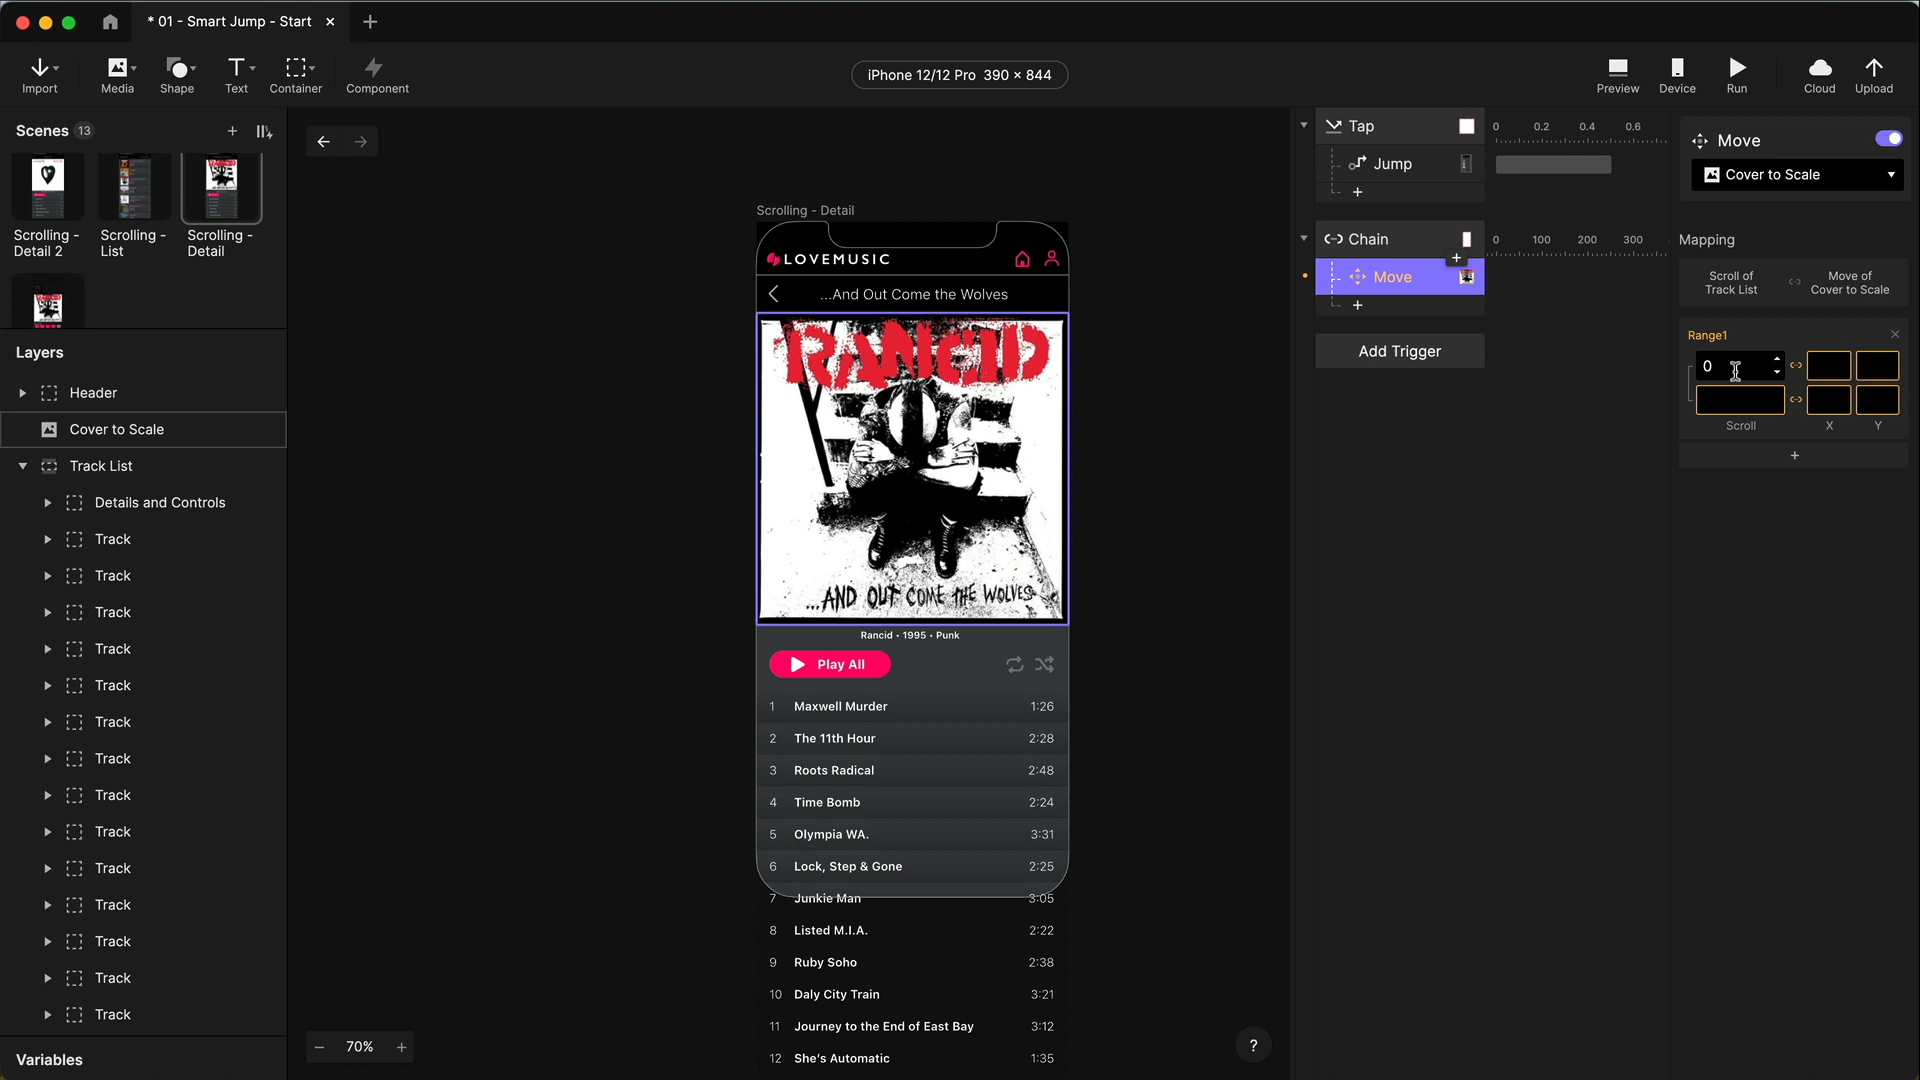 * 01 - Smart Jump - Start
Import
Media
Shape
Text
Container
Component
iPhone 12/12 Pro 390 × 844
Preview
Device
Run
Cloud
Upload
Scenes 13
Scrolling - Detail 2
Scrolling - List
Scrolling - Detail
Layers
Header
Cover to Scale
Track List
Details and Controls
Track
Track
Track
Track
Track
Track
Track
Track
Track
Track
Track
Track
Track
Track
Variables
Scrolling - Detail
LOVEMUSIC
...And Out Come the Wolves
RANCID
...AND OUT COME THE WOLVES
Rancid • 1995 • Punk
Play All
1 Maxwell Murder 1:26
2 The 11th Hour 2:28
3 Roots Radical 2:48
4 Time Bomb 2:24
5 Olympia WA. 3:31
6 Lock, Step & Gone 2:25
7 Junkie Man 3:05
8 Listed M.I.A. 2:22
9 Ruby Soho 2:38
10 Daly City Train 3:21
11 Journey to the End of East Bay 3:12
12 She's Automatic 1:35
70%
?
Tap
0 0.2 0.4 0.6
Jump
Chain
0 100 200 300
Move
Add Trigger
Move
Cover to Scale
Mapping
Scroll of Track List
Move of Cover to Scale
Range1
0
Scroll X Y